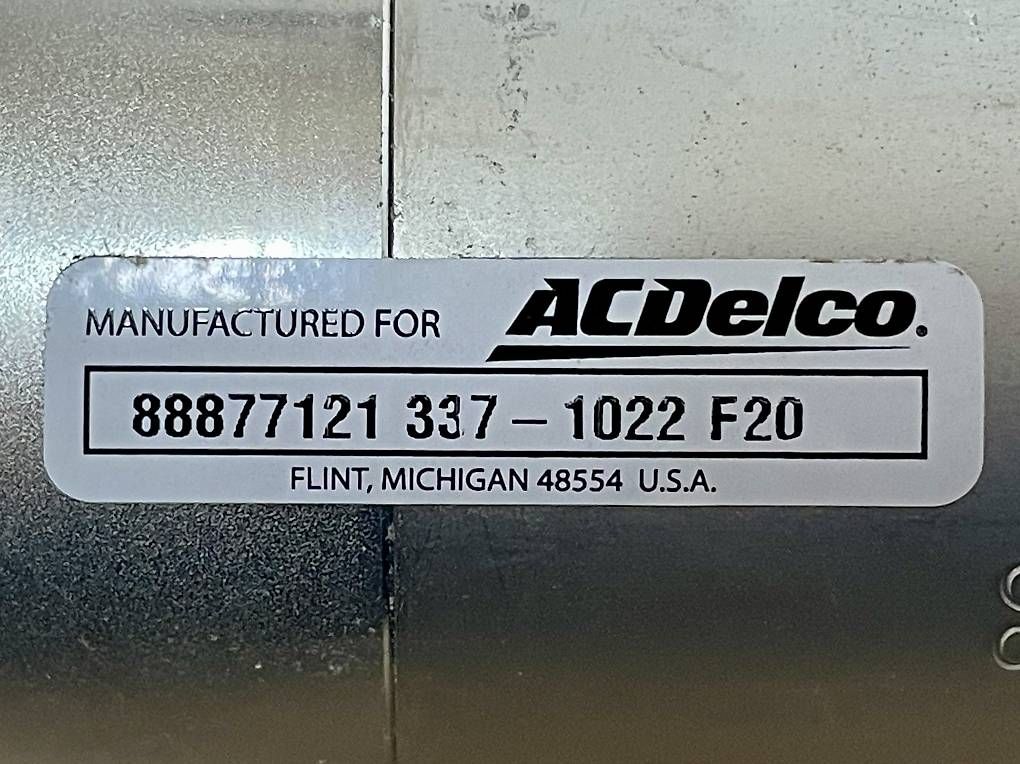 MANUFACTURED FOR ACDelco.
88877121 337-1022 F20
FLINT, MICHIGAN 48554 U.S.A.